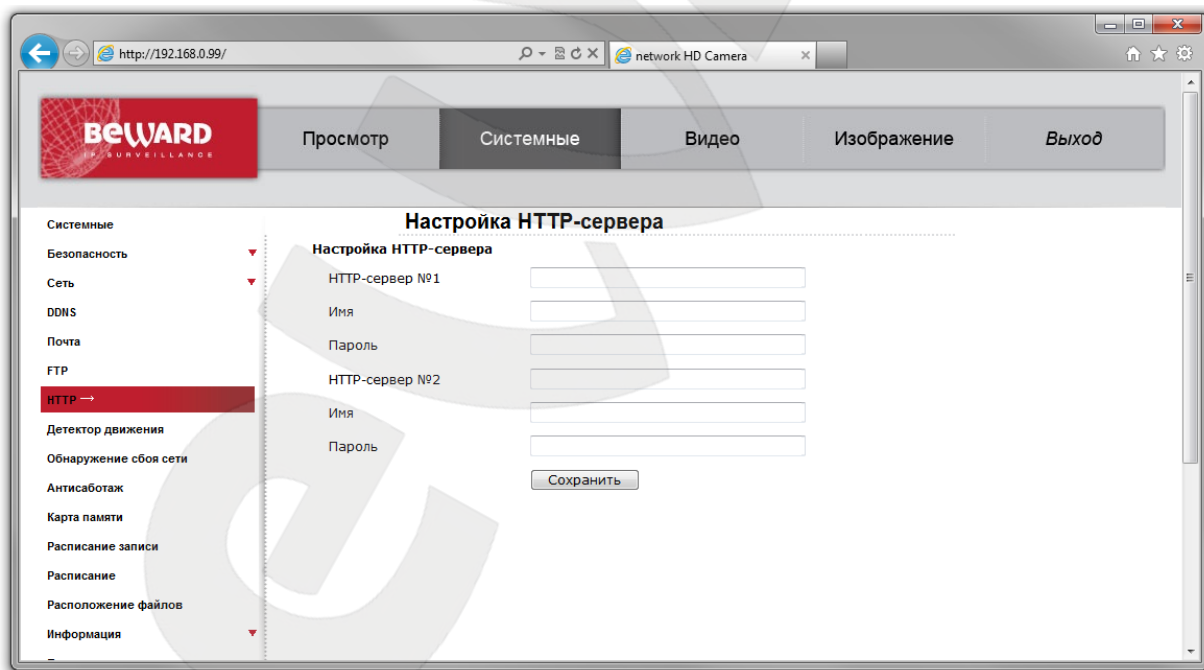 http://192.168.0.99/
network HD Camera
BEWARD
IP SURVEILLANCE
Просмотр
Системные
Видео
Изображение
Выход
Системные
Безопасность
Сеть
DDNS
Почта
FTP
HTTP →
Детектор движения
Обнаружение сбоя сети
Антисаботаж
Карта памяти
Расписание записи
Расписание
Расположение файлов
Информация
Настройка HTTP-сервера
Настройка HTTP-сервера
HTTP-сервер №1
Имя
Пароль
HTTP-сервер №2
Имя
Пароль
Сохранить